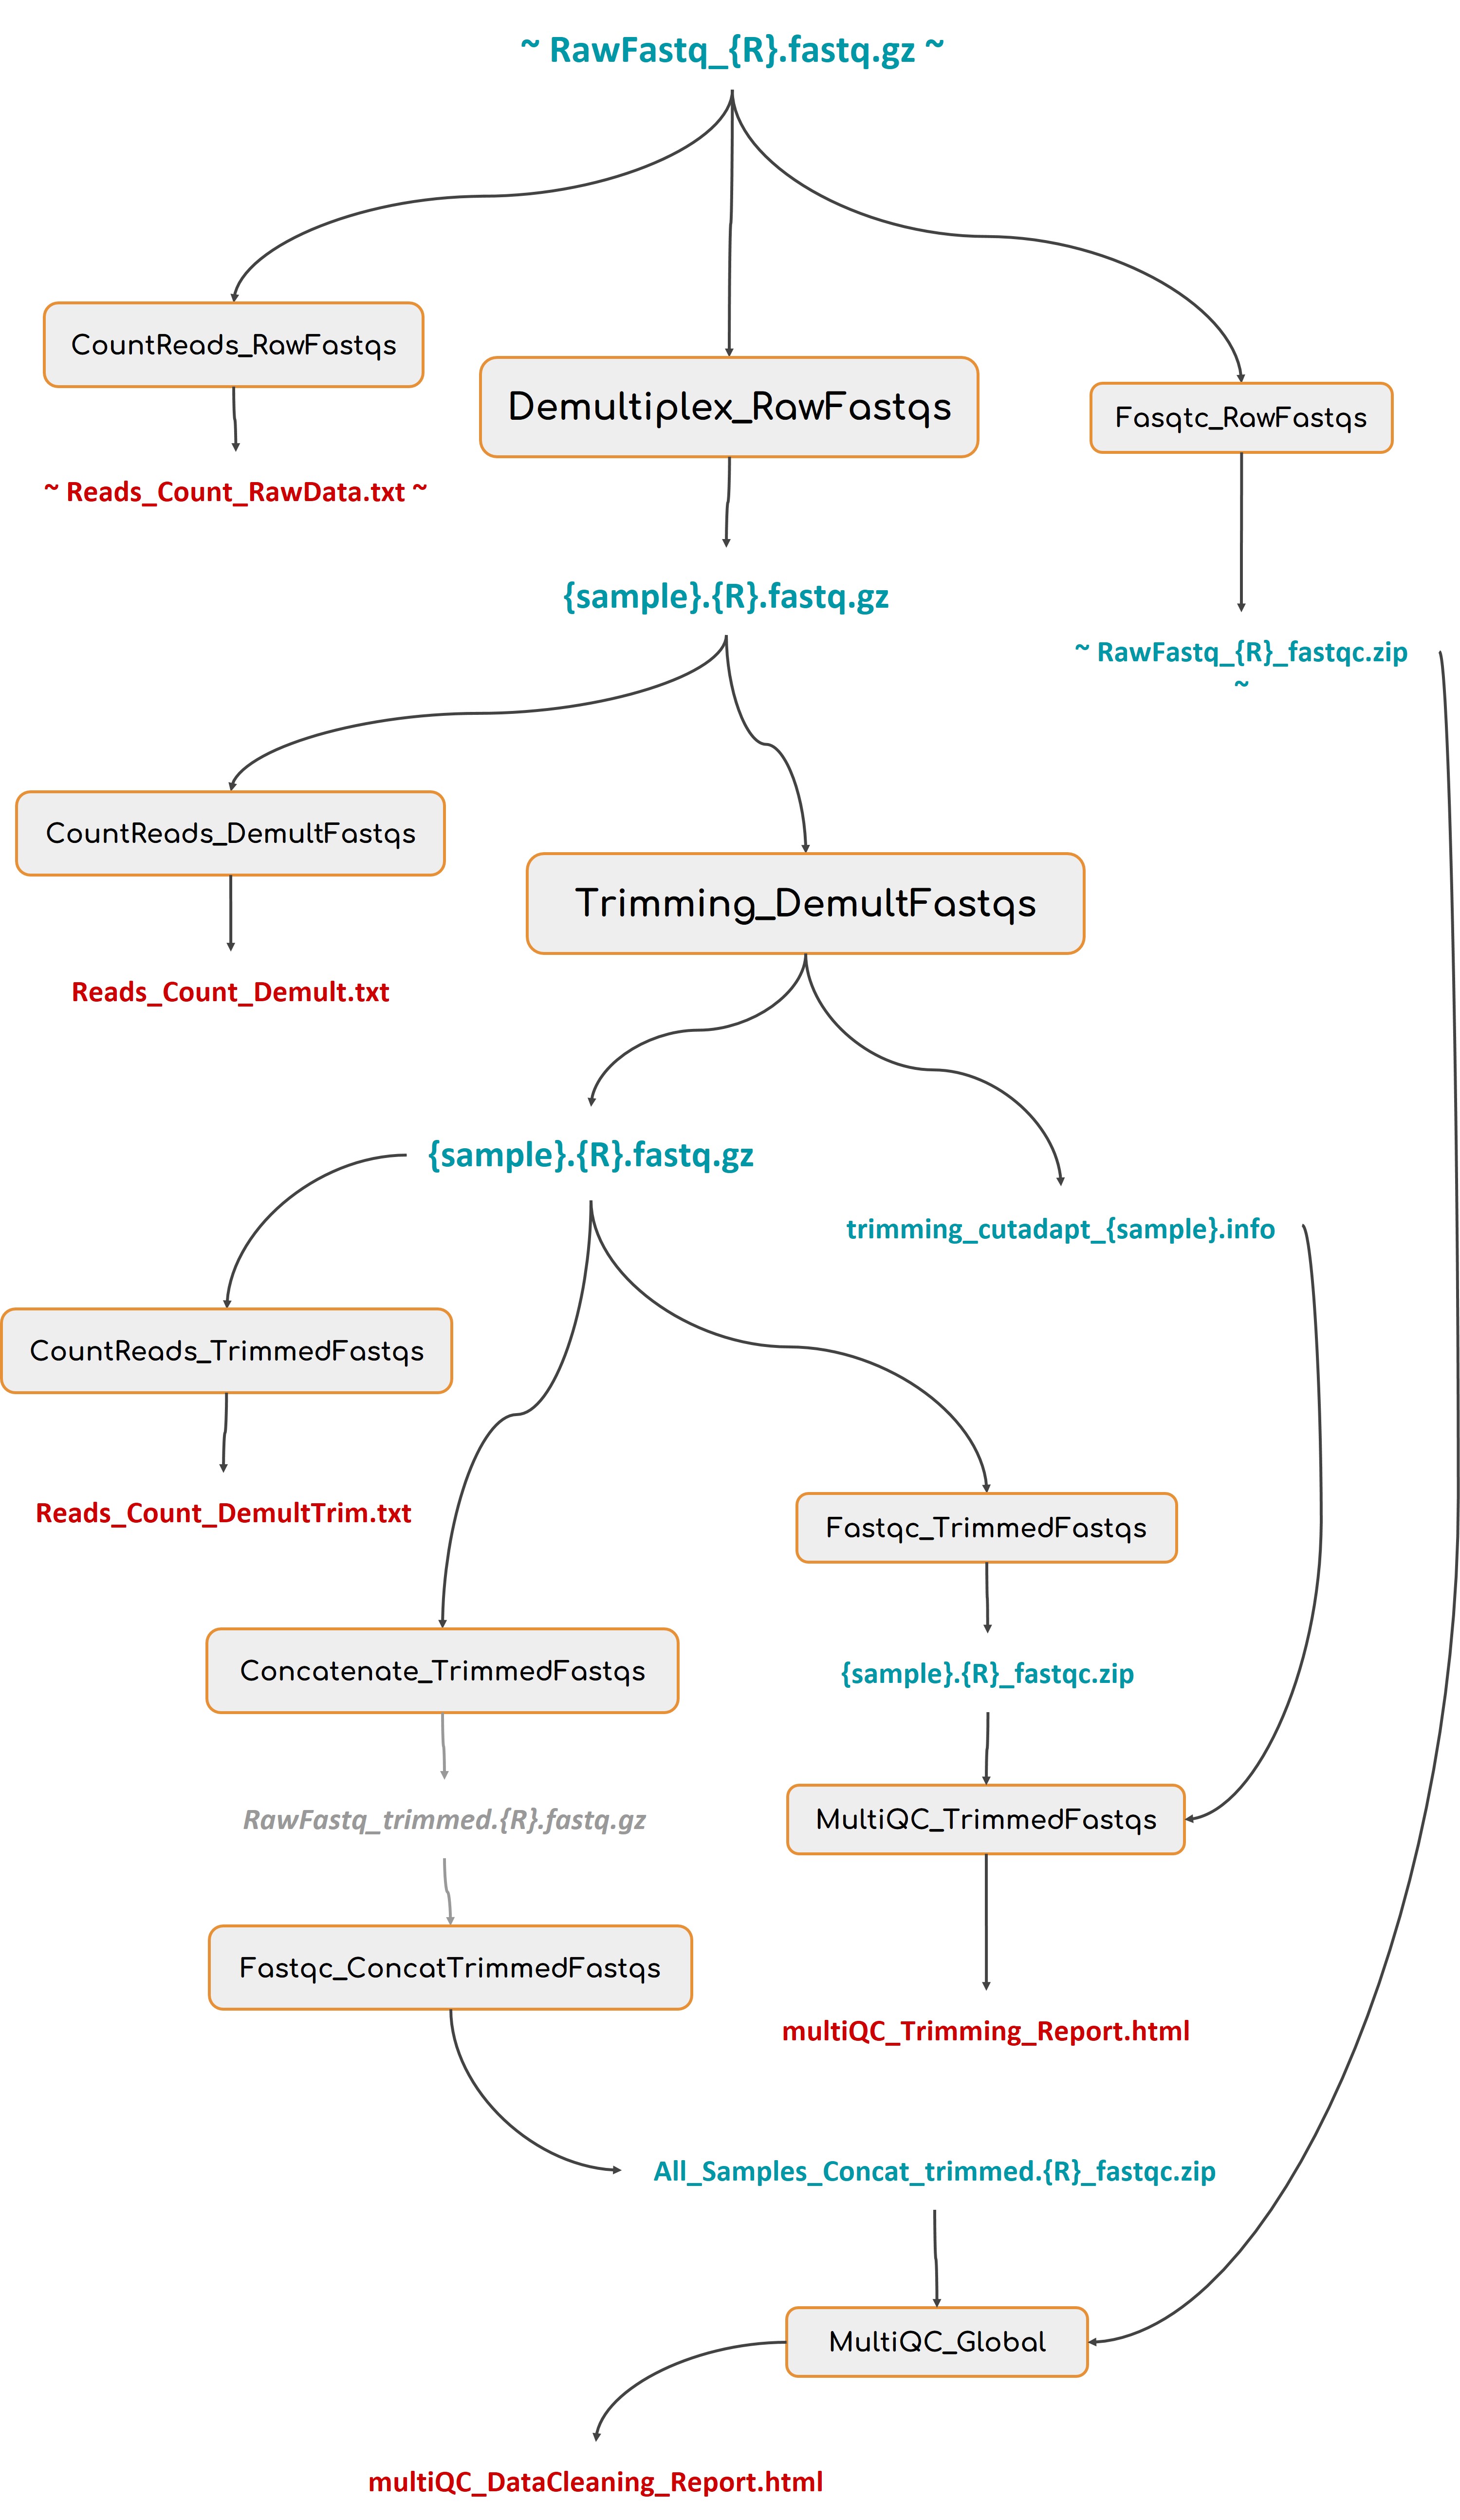 ~ RawFastq_{R}.fastq.gz ~
CountReads_RawFastqs
Demultiplex_RawFastqs
Fasqtc_RawFastqs
~ Reads_Count_RawData.txt ~
{sample}.{R}.fastq.gz
~ RawFastq_{R}_fastqc.zip
~
CountReads_DemultFastqs
Trimming_DemultFastqs
Reads_Count_Demult.txt
{sample}.{R}.fastq.gz
trimming_cutadapt_{sample}.info
CountReads_TrimmedFastqs
Reads_Count_DemultTrim.txt
Fastqc_TrimmedFastqs
Concatenate_TrimmedFastqs
{sample}.{R}_fastqc.zip
RawFastq_trimmed.{R}.fastq.gz
MultiQC_TrimmedFastqs
Fastqc_ConcatTrimmedFastqs
multiQC_Trimming_Report.html
All_Samples_Concat_trimmed.{R}_fastqc.zip
MultiQC_Global
multiQC_DataCleaning_Report.html